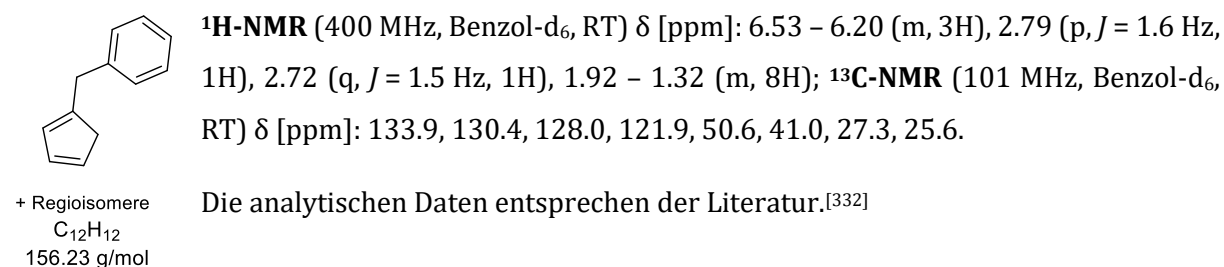 ¹H-NMR (400 MHz, Benzol-d₆, RT) δ [ppm]: 6.53 – 6.20 (m, 3H), 2.79 (p, J = 1.6 Hz,
1H), 2.72 (q, J = 1.5 Hz, 1H), 1.92 – 1.32 (m, 8H); ¹³C-NMR (101 MHz, Benzol-d₆,
RT) δ [ppm]: 133.9, 130.4, 128.0, 121.9, 50.6, 41.0, 27.3, 25.6.
+ Regioisomere
C₁₂H₁₂
156.23 g/mol
Die analytischen Daten entsprechen der Literatur.[332]